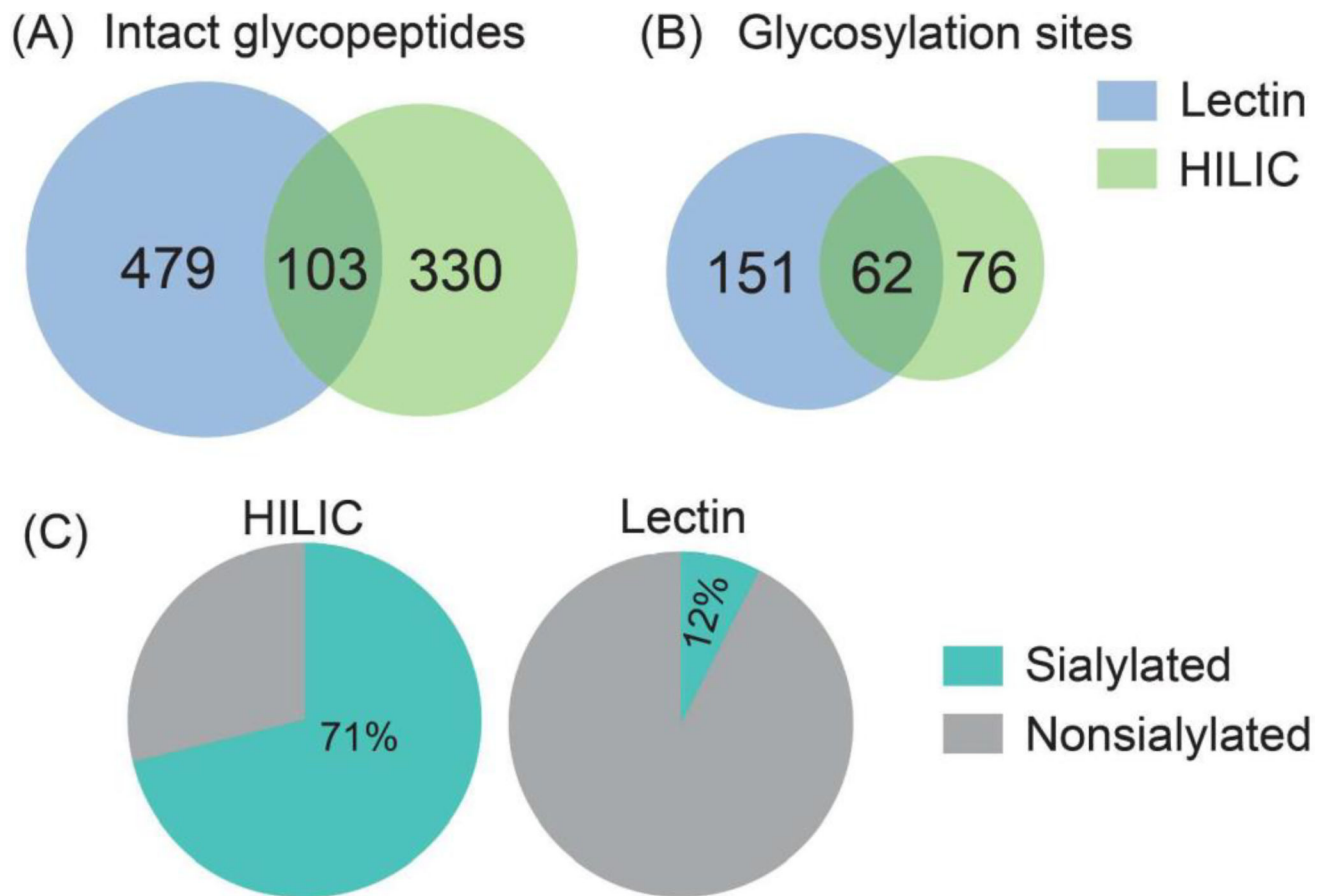 (A) Intact glycopeptides
(B) Glycosylation sites
Lectin
HILIC
479 103 330
151 62 76
(C)
HILIC
Lectin
71%
12%
Sialylated
Nonsialylated